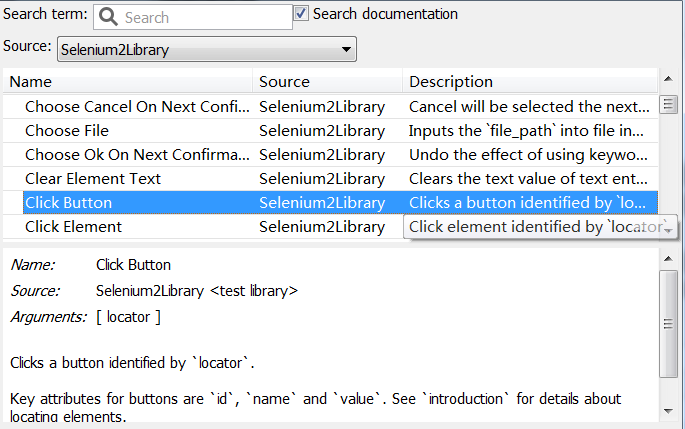 Search term: Search Search documentation
Source: Selenium2Library
Name Source Description
Choose Cancel On Next Confi... Selenium2Library Cancel will be selected the next...
Choose File Selenium2Library Inputs the `file_path` into file in...
Choose Ok On Next Confirma... Selenium2Library Undo the effect of using keywo...
Clear Element Text Selenium2Library Clears the text value of text ent...
Click Button Selenium2Library Clicks a button identified by `lo...
Click Element Selenium2Library Click element identified by `locator`
Name: Click Button
Source: Selenium2Library <test library>
Arguments: [ locator ]
Clicks a button identified by `locator`.
Key attributes for buttons are `id`, `name` and `value`. See `introduction` for details about
locating elements.